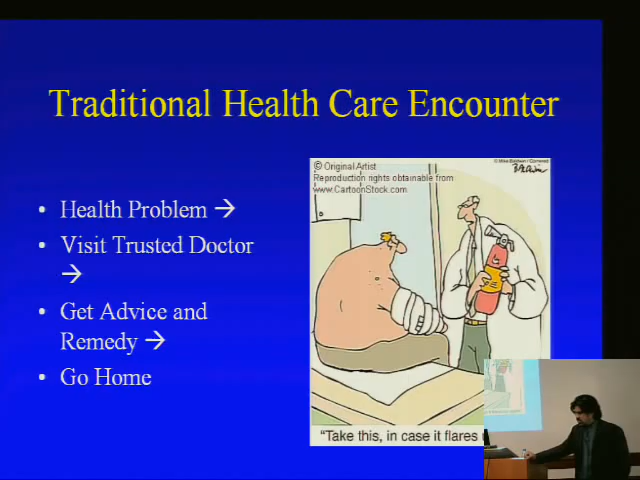 Traditional Health Care Encounter
• Health Problem →
• Visit Trusted Doctor
→
• Get Advice and
Remedy →
• Go Home
© Original Artist
Reproduction rights obtainable from
www.CartoonStock.com
"Take this, in case it flares